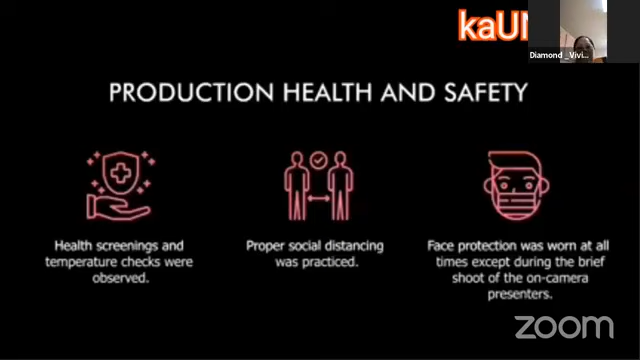 kaUN
Diamond _Vivi...
PRODUCTION HEALTH AND SAFETY
Health screenings and
temperature checks were
observed.
Proper social distancing
was practiced.
Face protection was worn at all
times except during the brief
shoot of the on-camera
presenters.
zoom